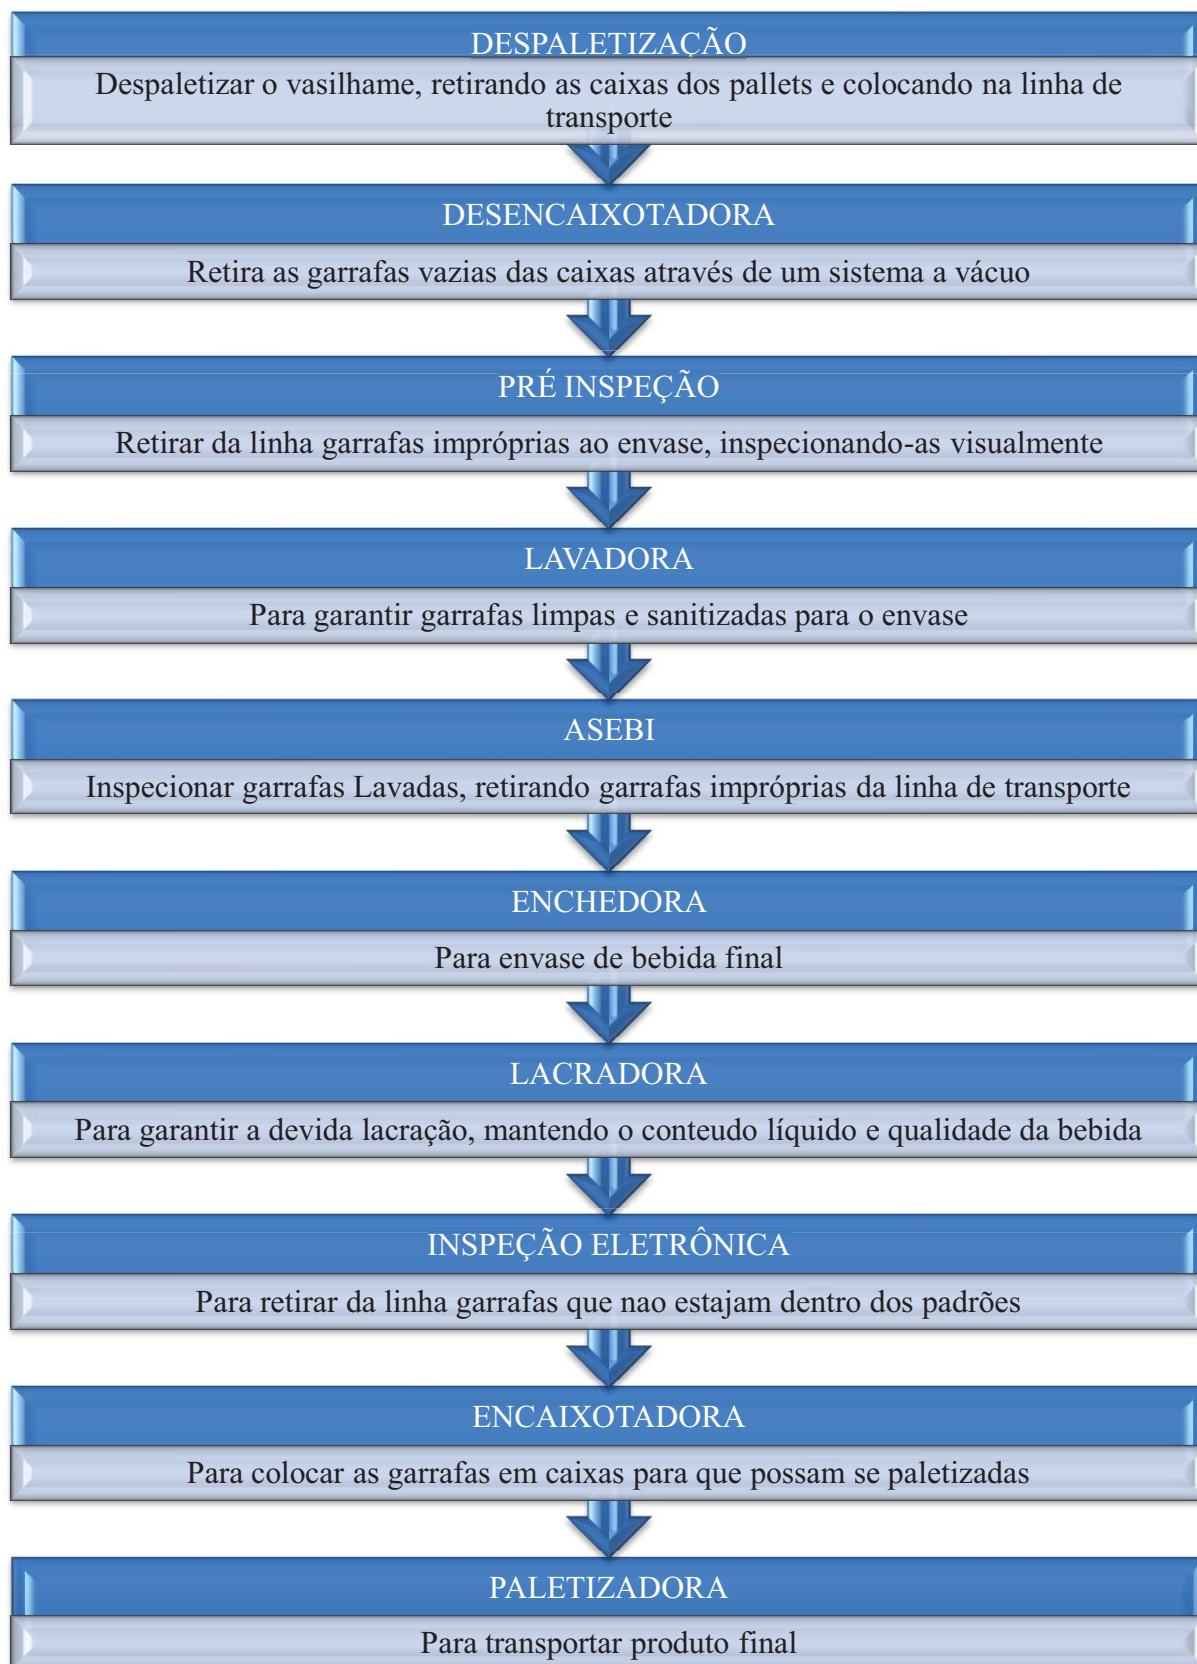 DESPALETIZAÇÃO
Despaletizar o vasilhame, retirando as caixas dos pallets e colocando na linha de
transporte
DESENCAIXOTADORA
Retira as garrafas vazias das caixas através de um sistema a vácuo
PRÉ INSPEÇÃO
Retirar da linha garrafas impróprias ao envase, inspecionando-as visualmente
LAVADORA
Para garantir garrafas limpas e sanitizadas para o envase
ASEBI
Inspecionar garrafas Lavadas, retirando garrafas impróprias da linha de transporte
ENCHEDORA
Para envase de bebida final
LACRADORA
Para garantir a devida lacração, mantendo o conteudo líquido e qualidade da bebida
INSPEÇÃO ELETRÔNICA
Para retirar da linha garrafas que nao estajam dentro dos padrões
ENCAIXOTADORA
Para colocar as garrafas em caixas para que possam se paletizadas
PALETIZADORA
Para transportar produto final